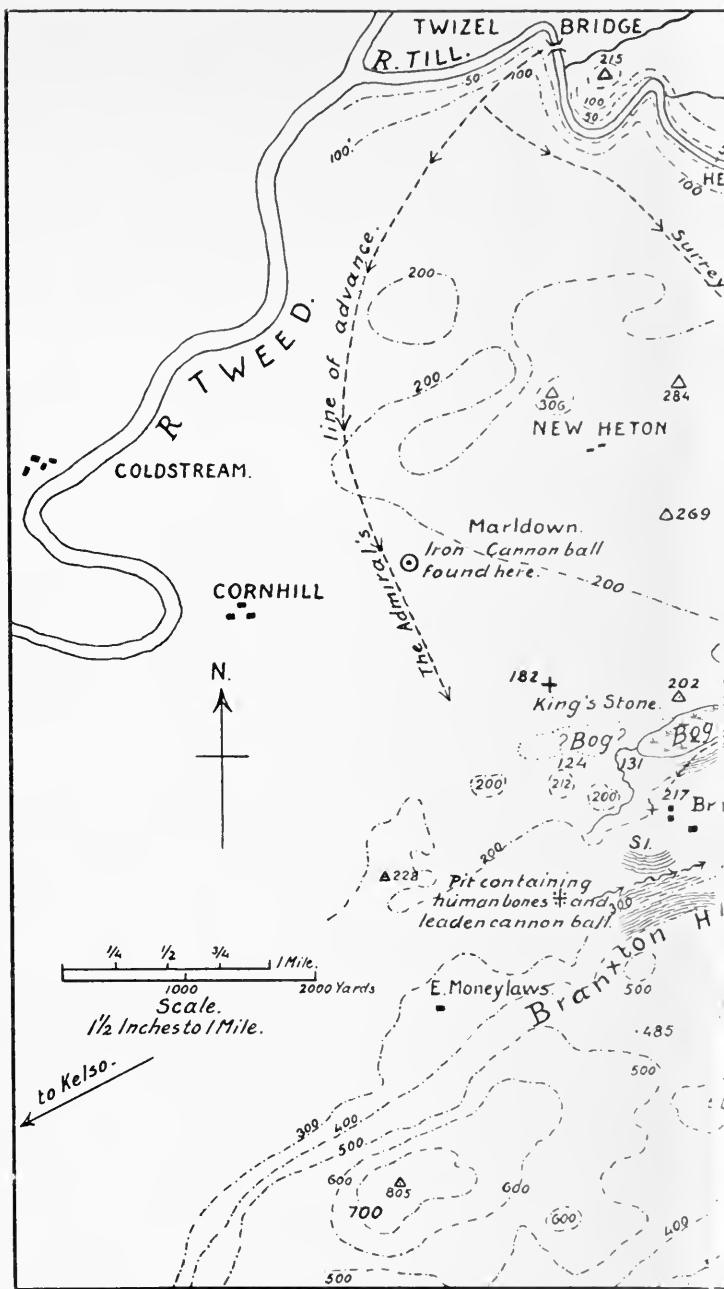 TWIZEL BRIDGE
R. TILL.
215
50
100
100
50
100
HE
100
Surrey
line of advance.
200
R TWEED.
200
306
284
NEW HETON
COLDSTREAM.
269
Marldown.
Iron Cannon ball
found here.
200
The Admiral's
CORNHILL
N.
182
202
King's Stone.
?Bog?
Bog
124
131
200
212
200
217
Br
200
Sl.
228
Pit containing
human bones and
leaden cannon ball.
300
Branxton H
1/4 1/2 3/4 1 Mile.
1000 2000 Yards
Scale.
1½ Inches to 1 Mile.
E. Moneylaws.
500
485
500
to Kelso.
300
400
500
600
600
805
700
600
400
500